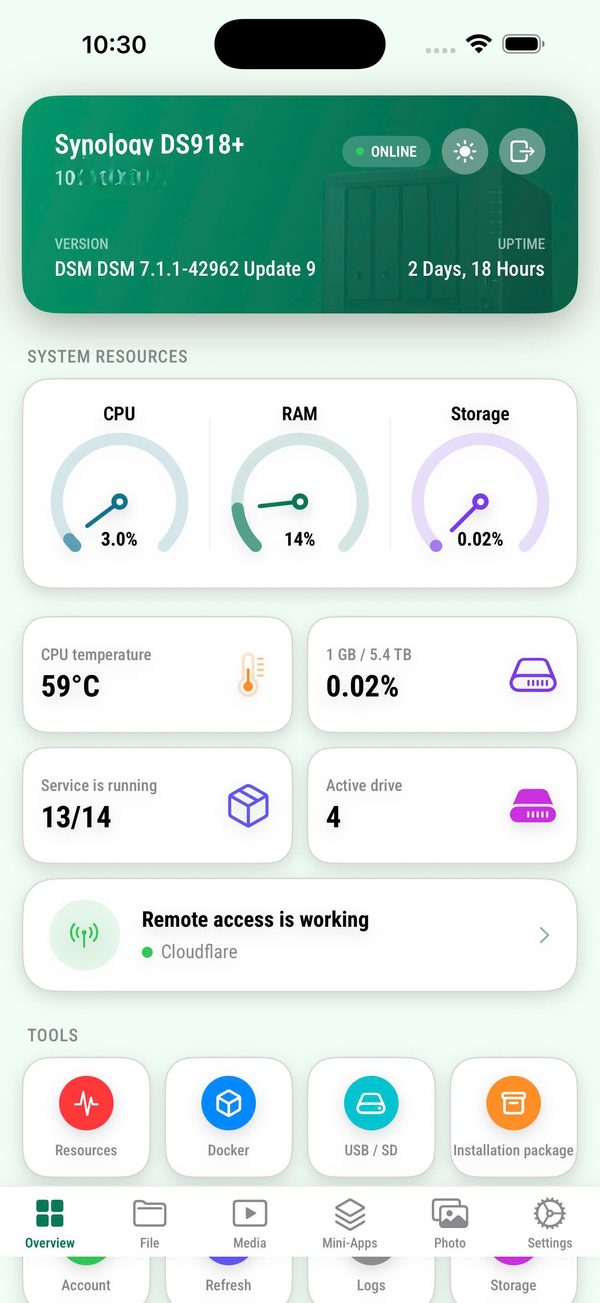 10:30
Synology DS918+
ONLINE
VERSION
UPTIME
DSM DSM 7.1.1-42962 Update 9
2 Days, 18 Hours
SYSTEM RESOURCES
CPU
RAM
Storage
3.0%
14%
0.02%
CPU temperature
59°C
1 GB / 5.4 TB
0.02%
Service is running
13/14
Active drive
4
Remote access is working
Cloudflare
TOOLS
Resources
Docker
USB / SD
Installation package
Overview
File
Media
Mini-Apps
Photo
Settings
Account
Refresh
Logs
Storage